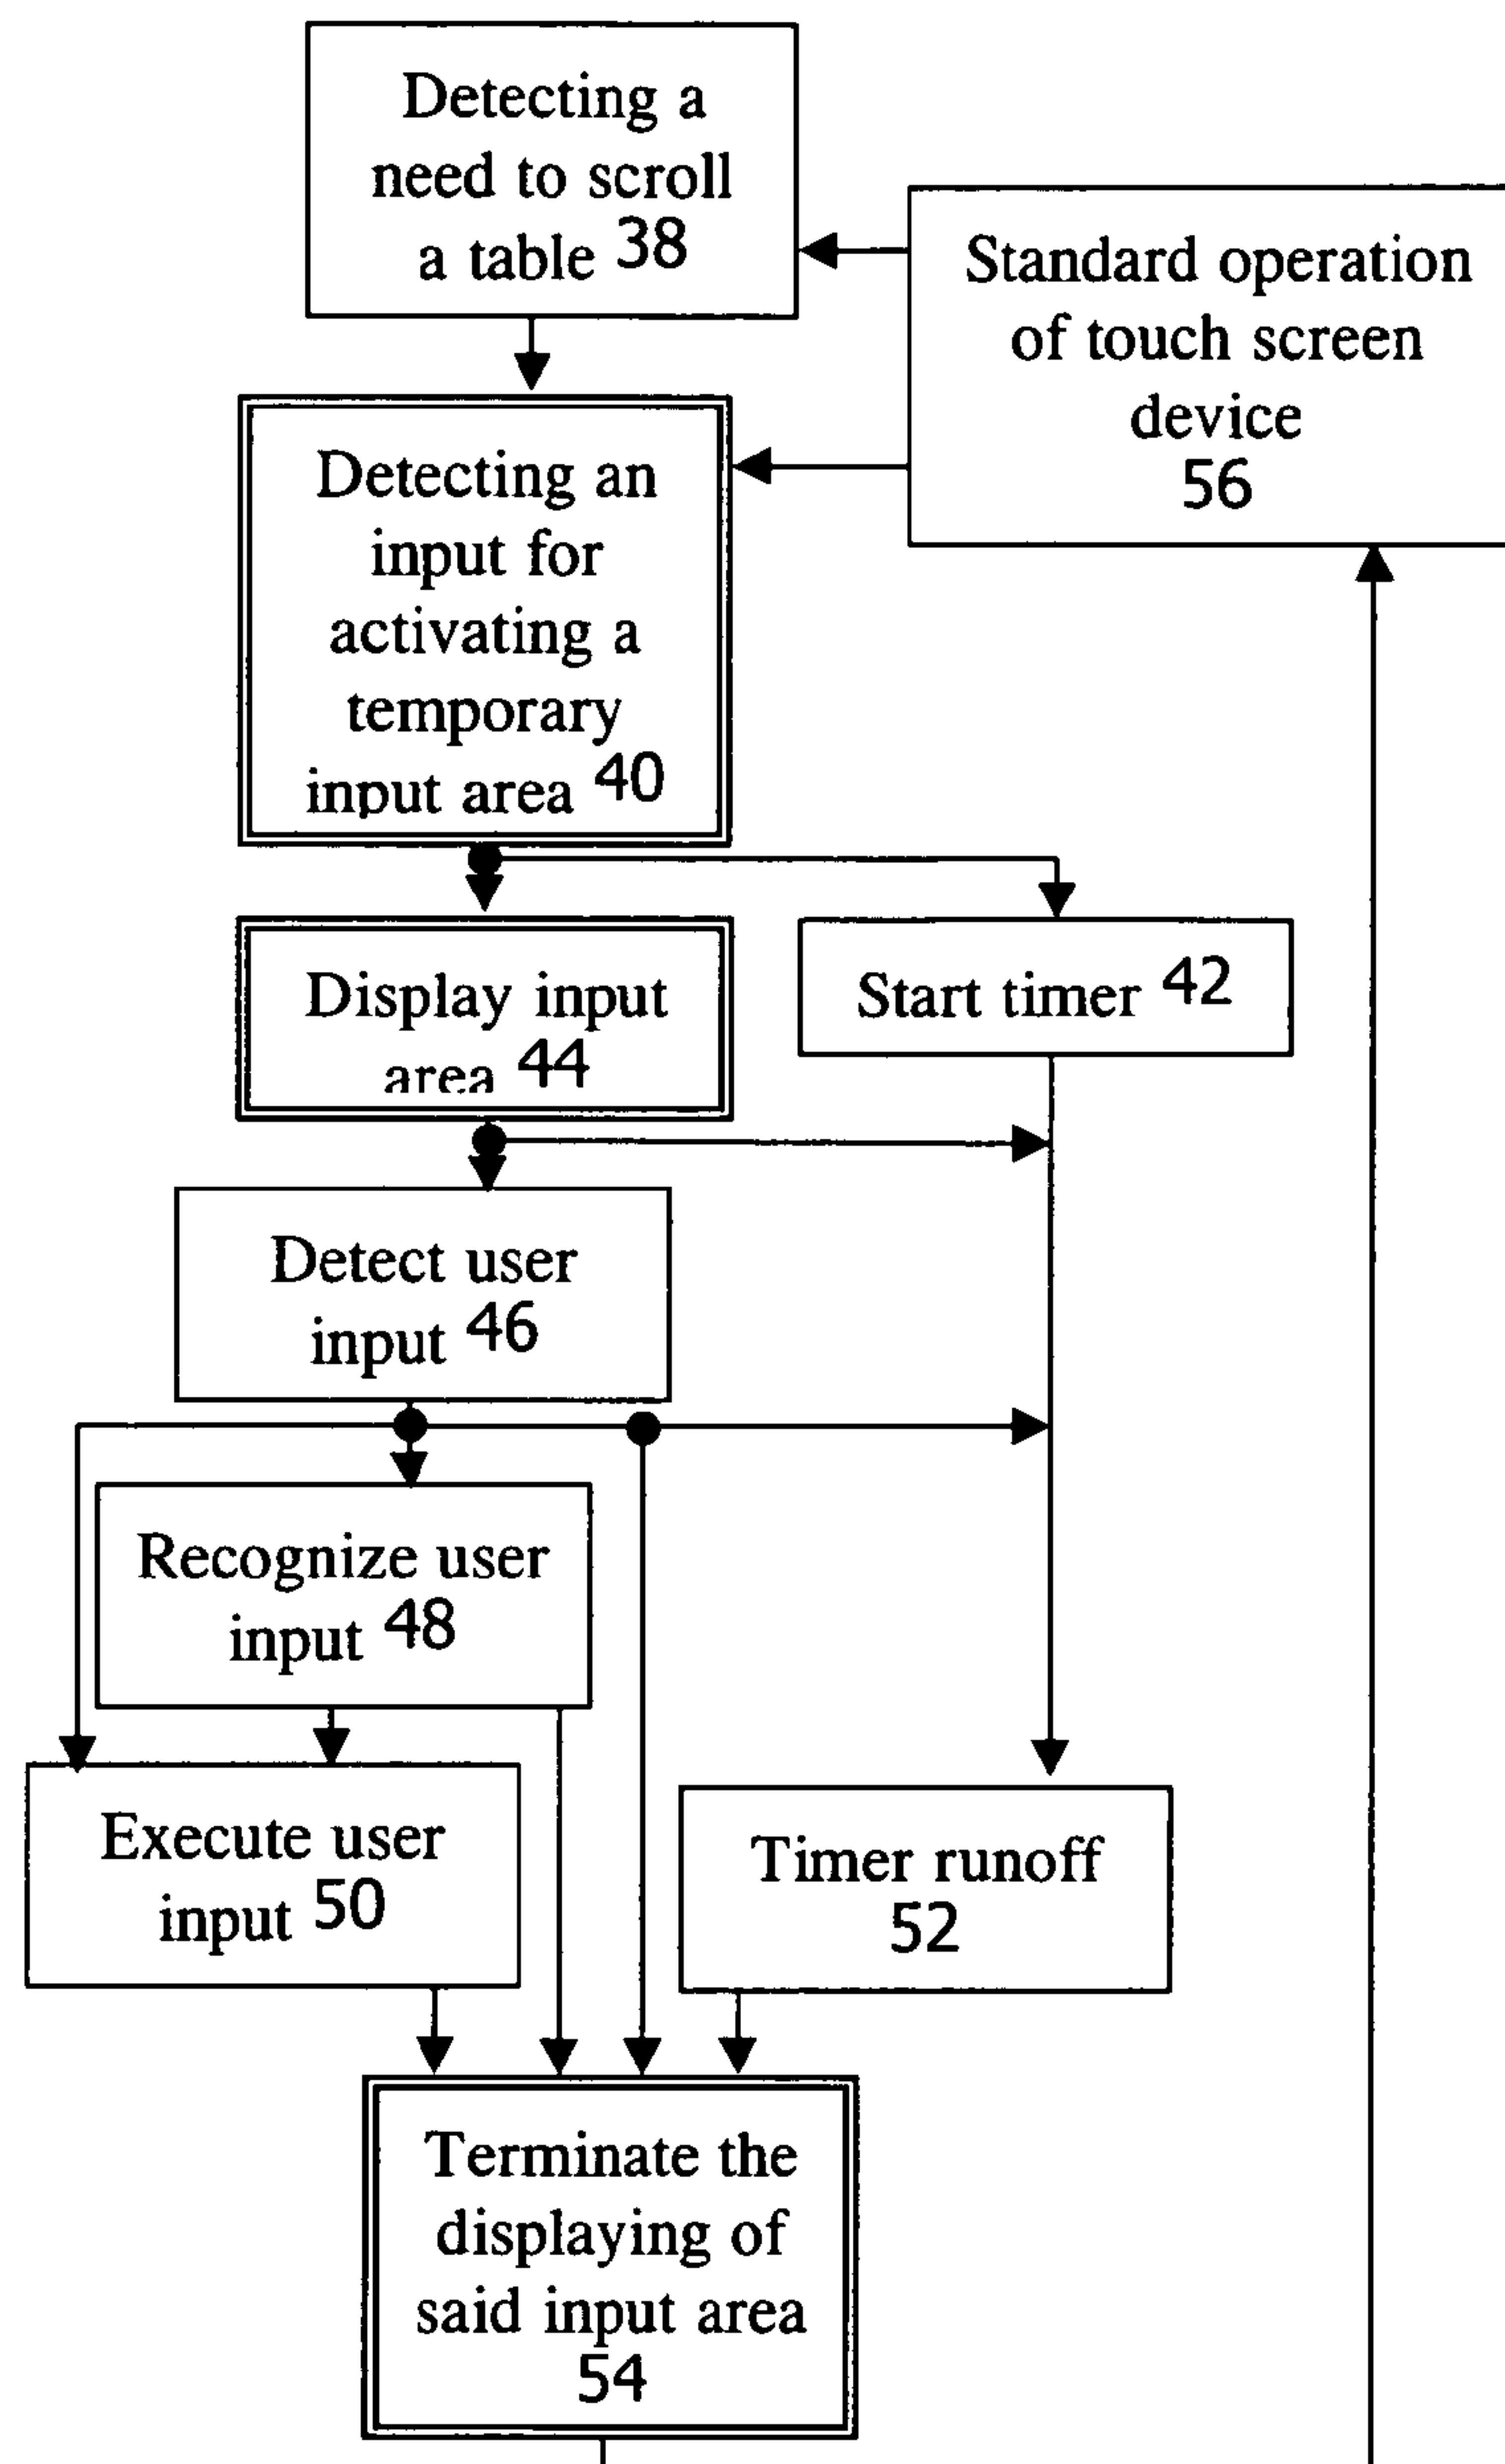 Detecting a
need to scroll
a table 38
Standard operation
of touch screen
device
56
Detecting an
input for
activating a
temporary
input area 40
Display input
area 44
Start timer 42
Detect user
input 46
Recognize user
input 48
Execute user
input 50
Timer runoff
52
Terminate the
displaying of
said input area
54